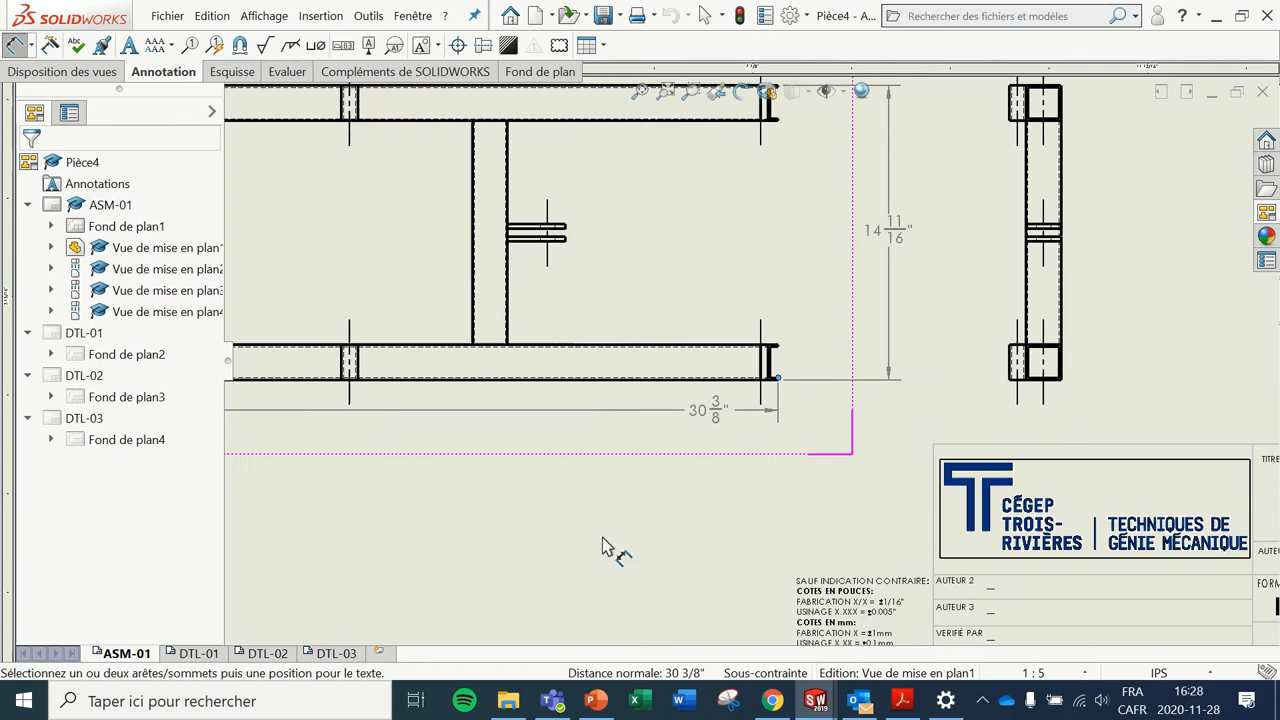 SOLIDWORKS Fichier Edition Affichage Insertion Outils Fenêtre ? Pièce4 - A... Rechercher des fichiers et modèles ?
Disposition des vues Annotation Esquisse Evaluer Compléments de SOLIDWORKS Fond de plan
Pièce4
Annotations
ASM-01
Fond de plan1
Vue de mise en plan1
Vue de mise en plan2
Vue de mise en plan3
Vue de mise en plan4
DTL-01
Fond de plan2
DTL-02
Fond de plan3
DTL-03
Fond de plan4
14 11/16"
30 3/8"
CÉGEP
TROIS-
RIVIÈRES
TECHNIQUES DE
GÉNIE MÉCANIQUE
TITRE
AUTEU
AUTEUR 2 _
FORM
AUTEUR 3 _
VERIFIÉ PAR _
SAUF INDICATION CONTRAIRE:
COTES EN POUCES:
FABRICATION X/X = ±1/16"
USINAGE X.XXX = ±0.005"
COTES EN mm:
FABRICATION X = ±1mm
USINAGE X.X = ±0.1mm
ASM-01 DTL-01 DTL-02 DTL-03
Sélectionnez un ou deux arêtes/sommets puis une position pour le texte. Distance normale: 30 3/8" Sous-contrainte Edition: Vue de mise en plan1 1 : 5 IPS
Taper ici pour rechercher
FRA
CAFR
16:28
2020-11-28